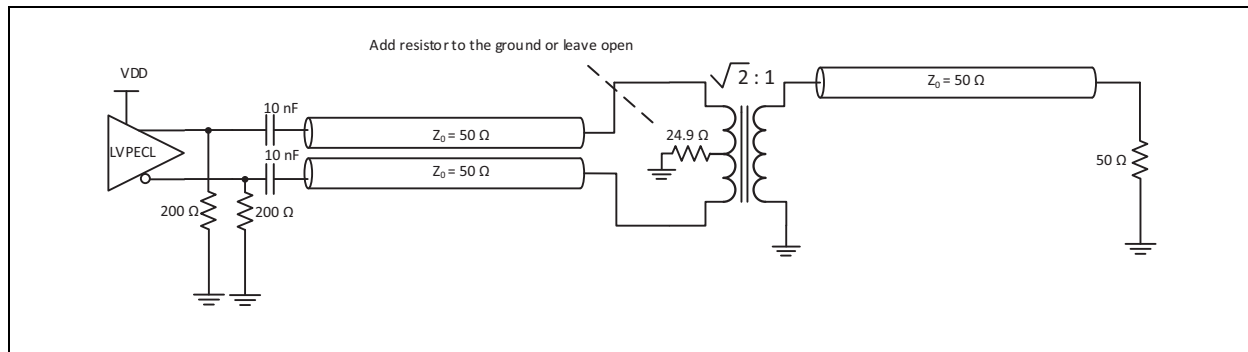 Add resistor to the ground or leave open
VDD
√2 : 1
10 nF
Z₀ = 50 Ω
Z₀ = 50 Ω
LVPECL
10 nF
24.9 Ω
Z₀ = 50 Ω
50 Ω
200 Ω
200 Ω